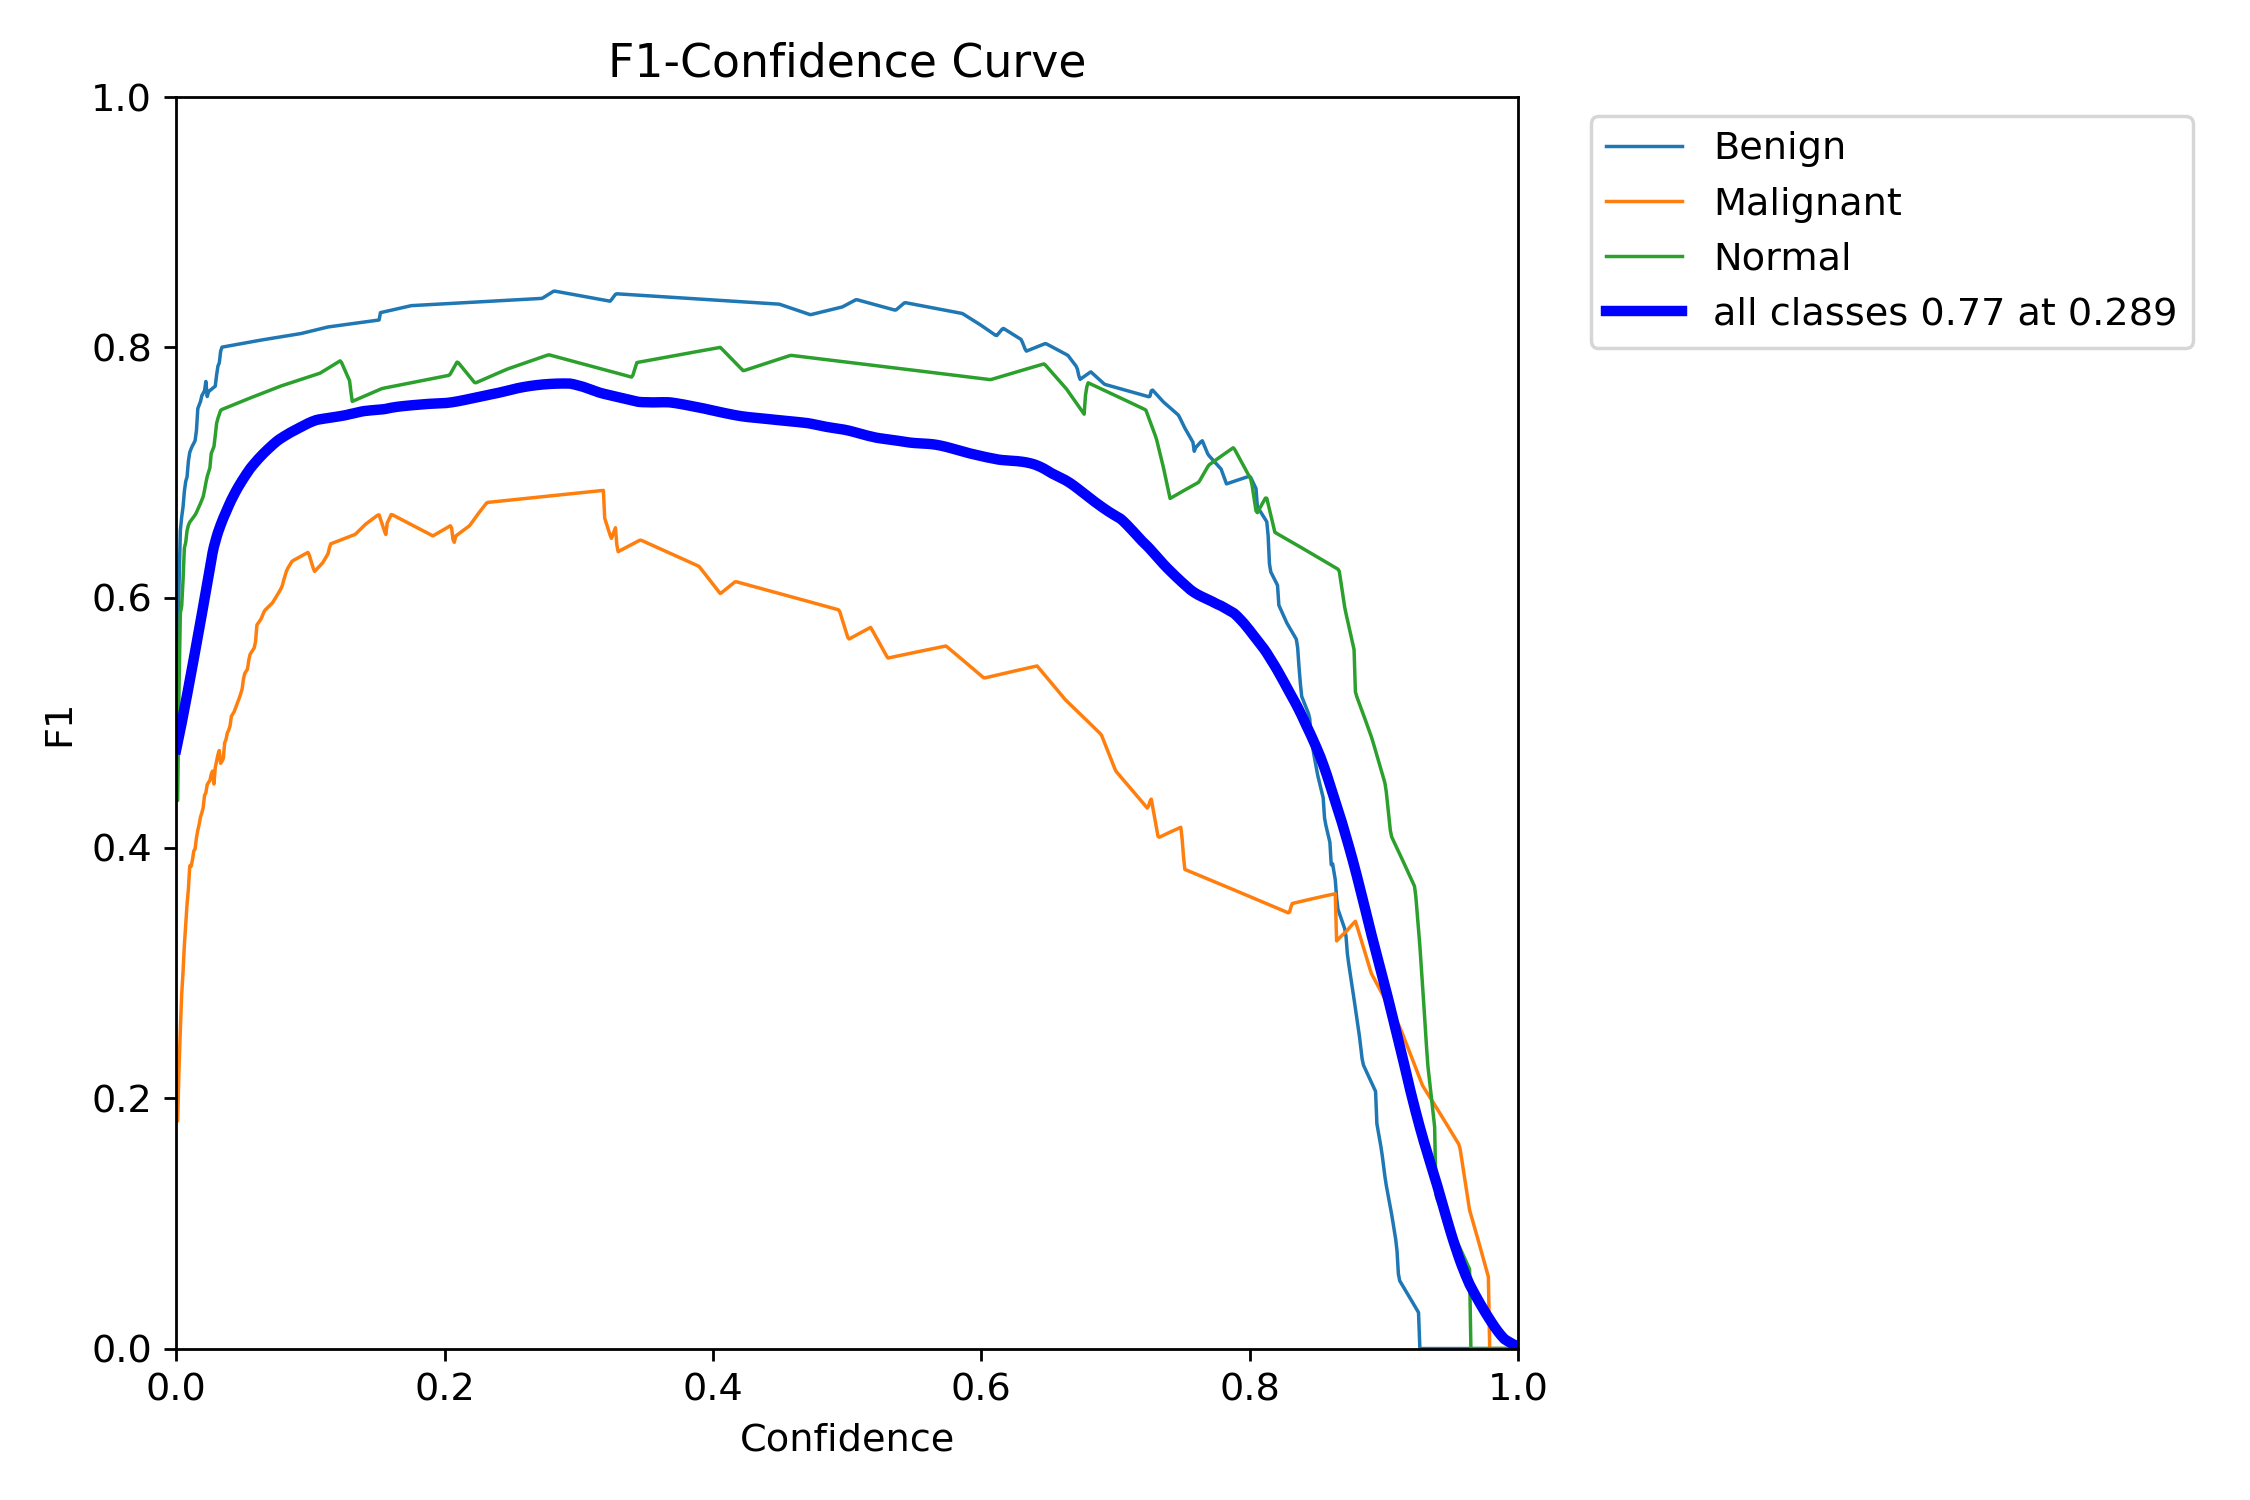 F1-Confidence Curve
1.0
0.8
0.6
0.4
0.2
0.0
F1
0.0 0.2 0.4 0.6 0.8 1.0
Confidence
Benign
Malignant
Normal
all classes 0.77 at 0.289